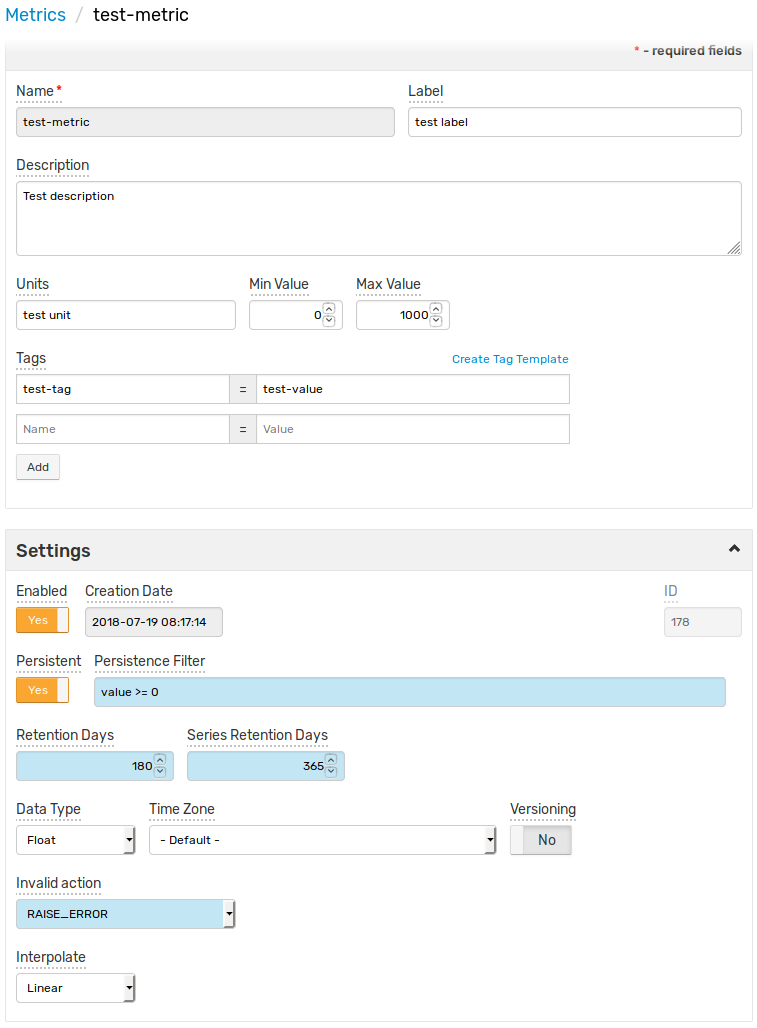 Metrics / test-metric
* - required fields
Name * Label
test-metric test label
Description
Test description
Units Min Value Max Value
test unit 0 1000
Tags Create Tag Template
test-tag = test-value
Name = Value
Add
Settings
Enabled Creation Date ID
Yes 2018-07-19 08:17:14 178
Persistent Persistence Filter
Yes value >= 0
Retention Days Series Retention Days
180 365
Data Type Time Zone Versioning
Float - Default - No
Invalid action
RAISE_ERROR
Interpolate
Linear